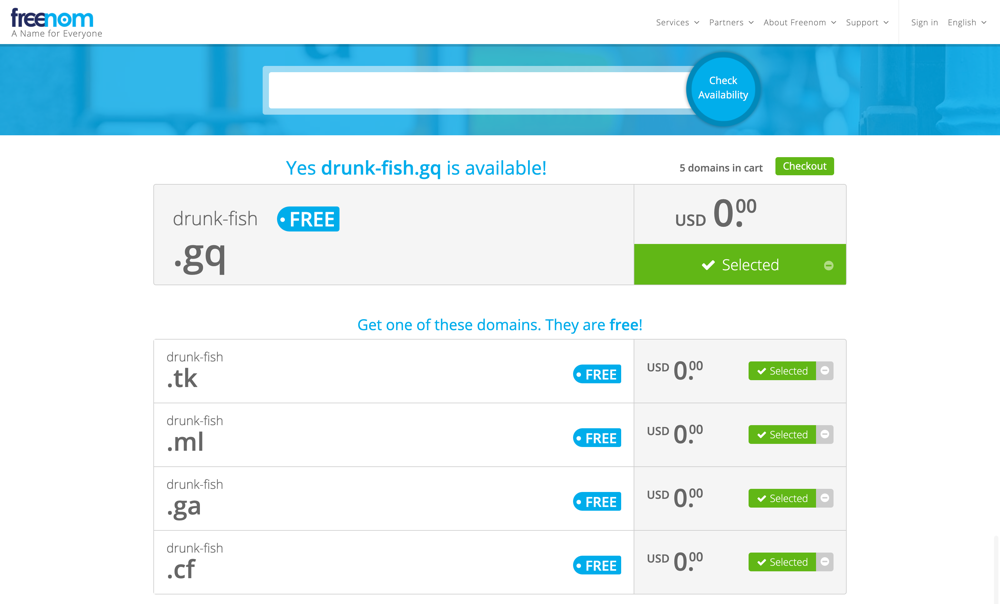 freenom
A Name for Everyone
Services Partners About Freenom Support Sign in English
Check
Availability
Yes drunk-fish.gq is available!
5 domains in cart Checkout
drunk-fish FREE
.gq
USD 0.00
Selected
Get one of these domains. They are free!
drunk-fish
.tk FREE USD 0.00 Selected
drunk-fish
.ml FREE USD 0.00 Selected
drunk-fish
.ga FREE USD 0.00 Selected
drunk-fish
.cf FREE USD 0.00 Selected